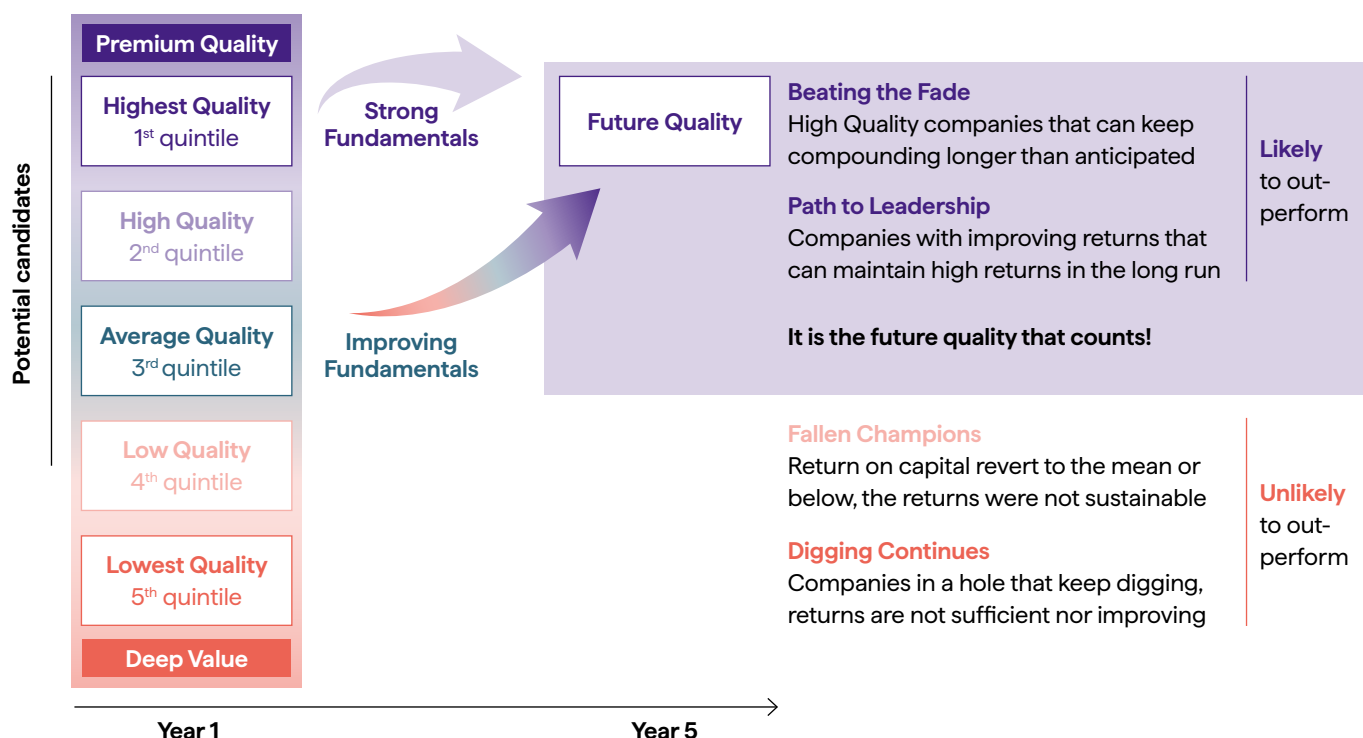 Potential candidates
Premium Quality
Highest Quality
1st quintile
High Quality
2nd quintile
Average Quality
3rd quintile
Low Quality
4th quintile
Lowest Quality
5th quintile
Deep Value
Strong
Fundamentals
Improving
Fundamentals
Future Quality
Beating the Fade
High Quality companies that can keep
compounding longer than anticipated
Path to Leadership
Companies with improving returns that
can maintain high returns in the long run
It is the future quality that counts!
Likely
to out-
perform
Fallen Champions
Return on capital revert to the mean or
below, the returns were not sustainable
Digging Continues
Companies in a hole that keep digging,
returns are not sufficient nor improving
Unlikely
to out-
perform
Year 1
Year 5